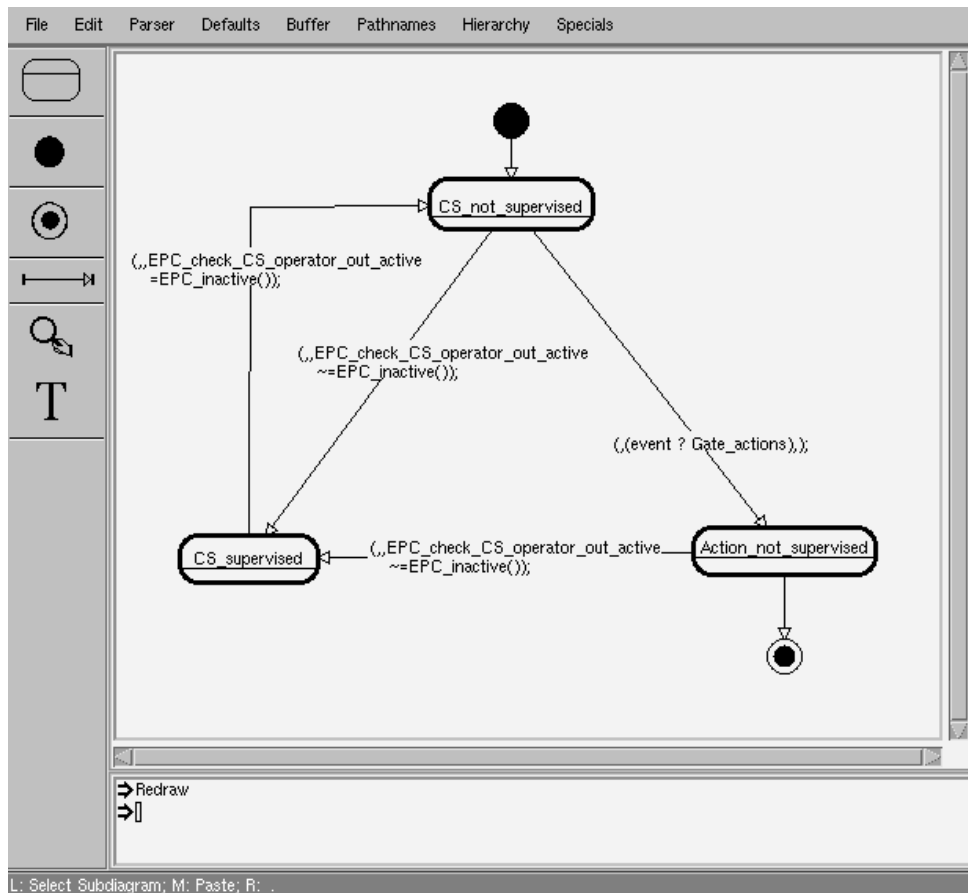 File Edit Parser Defaults Buffer Pathnames Hierarchy Specials
CS_not_supervised
(,,EPC_check_CS_operator_out_active
=EPC_inactive());
(,,EPC_check_CS_operator_out_active
~=EPC_inactive());
T
(,(event ? Gate_actions),);
CS_supervised
(,,EPC_check_CS_operator_out_active
~=EPC_inactive());
Action_not_supervised
⇒Redraw
⇒
L: Select Subdiagram; M: Paste; R: .